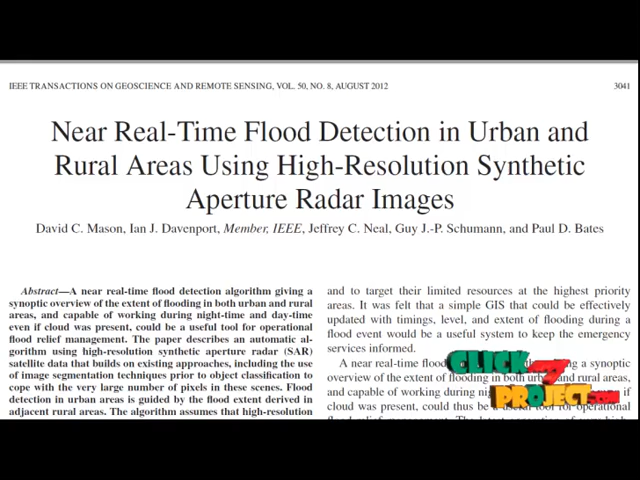 IEEE TRANSACTIONS ON GEOSCIENCE AND REMOTE SENSING, VOL. 50, NO. 8, AUGUST 2012
3041
Near Real-Time Flood Detection in Urban and
Rural Areas Using High-Resolution Synthetic
Aperture Radar Images
David C. Mason, Ian J. Davenport, Member, IEEE, Jeffrey C. Neal, Guy J.-P. Schumann, and Paul D. Bates
Abstract—A near real-time flood detection algorithm giving a
synoptic overview of the extent of flooding in both urban and rural
areas, and capable of working during night-time and day-time
even if cloud was present, could be a useful tool for operational
flood relief management. The paper describes an automatic al-
gorithm using high-resolution synthetic aperture radar (SAR)
satellite data that builds on existing approaches, including the use
of image segmentation techniques prior to object classification to
cope with the very large number of pixels in these scenes. Flood
detection in urban areas is guided by the flood extent derived in
adjacent rural areas. The algorithm assumes that high-resolution
and to target their limited resources at the highest priority
areas. It was felt that a simple GIS that could be effectively
updated with timings, level, and extent of flooding during a
flood event would be a useful system to keep the emergency
services informed.
A near real-time a synoptic
overview of the extent of flooding in both and rural areas,
and capable of working during if
cloud was present, could thus be tool for operational
CLICK
PROJECT.com